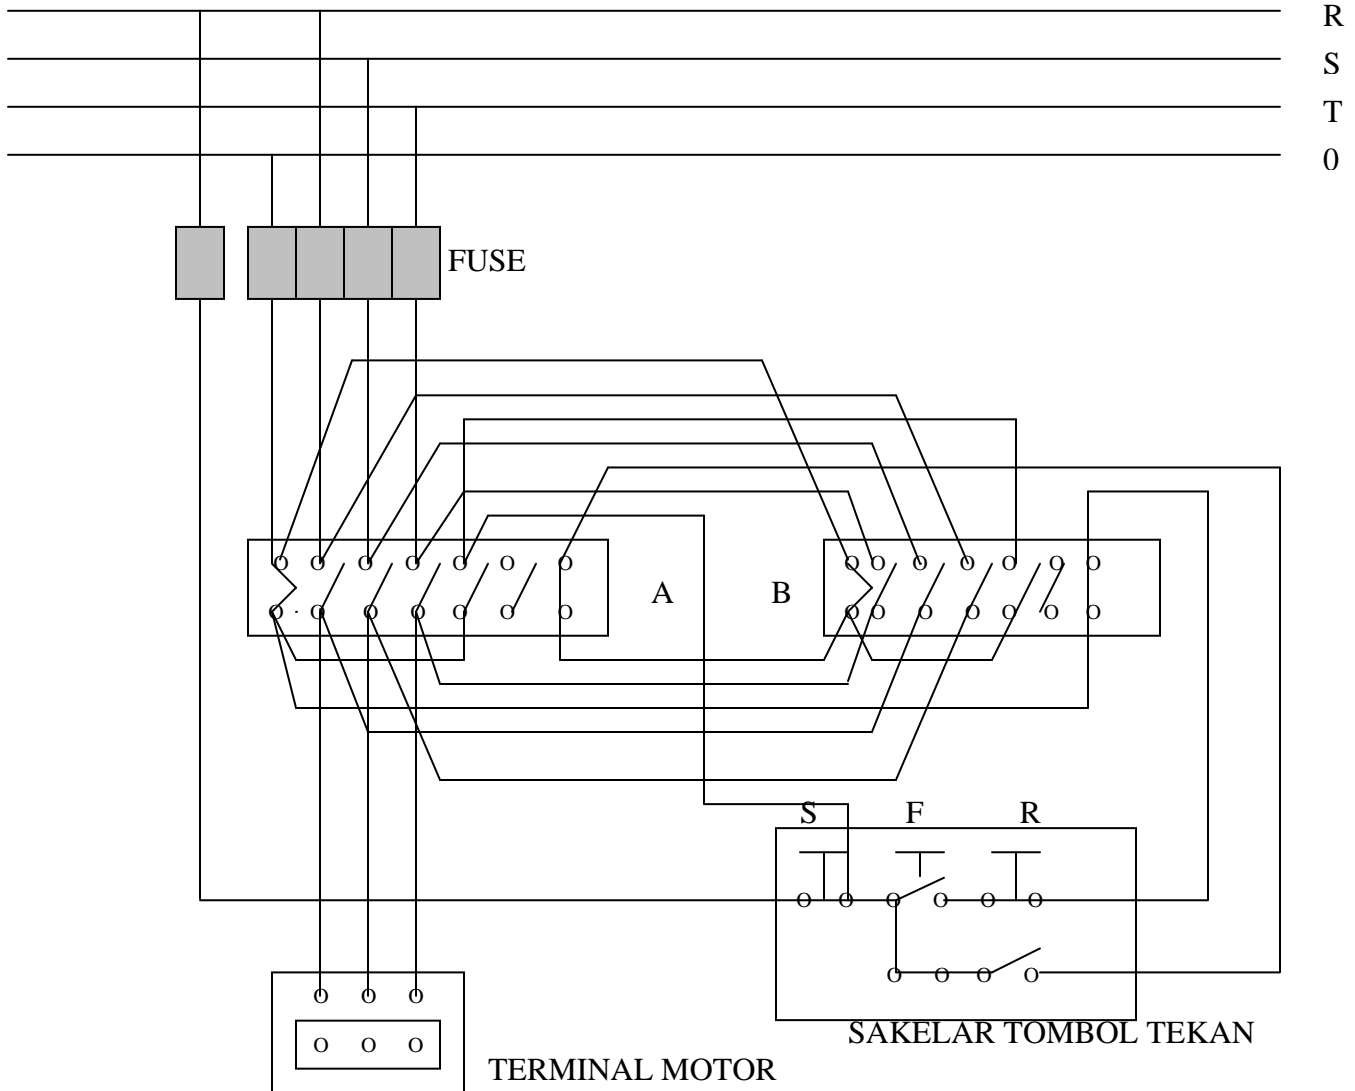 R
S
T
0
FUSE
A
B
S F R
SAKELAR TOMBOL TEKAN
TERMINAL MOTOR